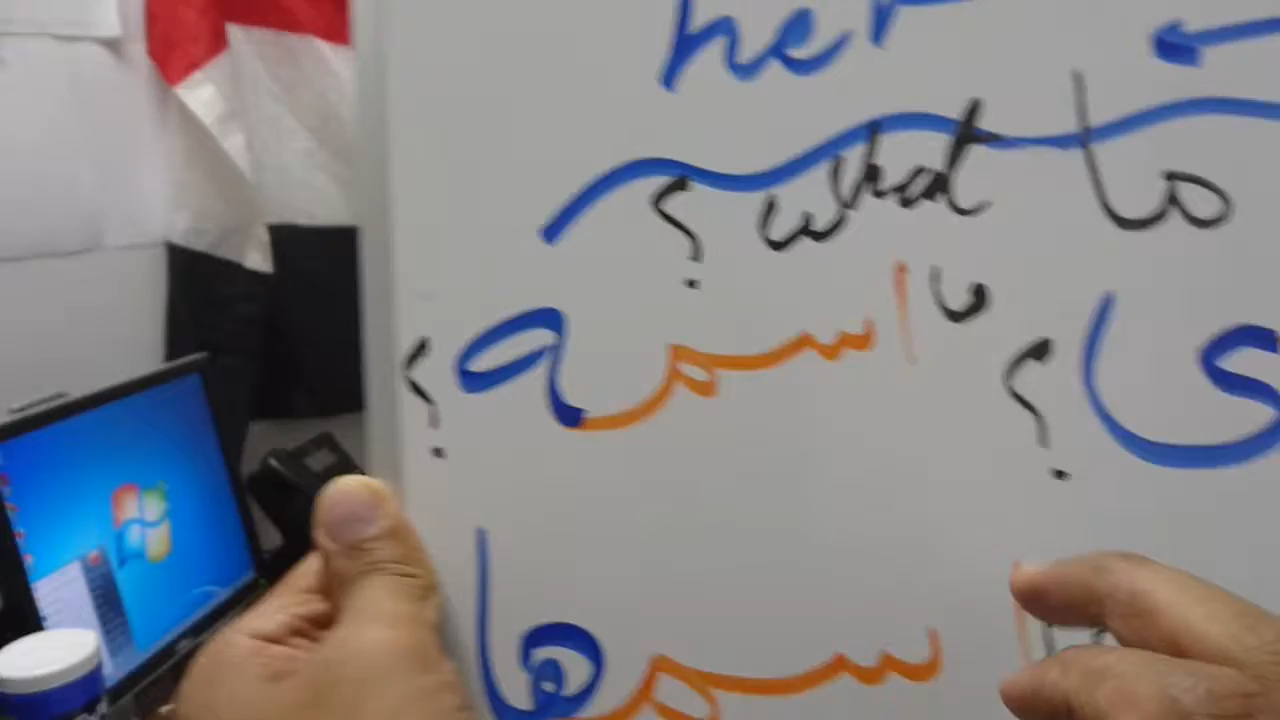 her
ما what ؟
ى ؟ ما اسمه ؟
اسمها